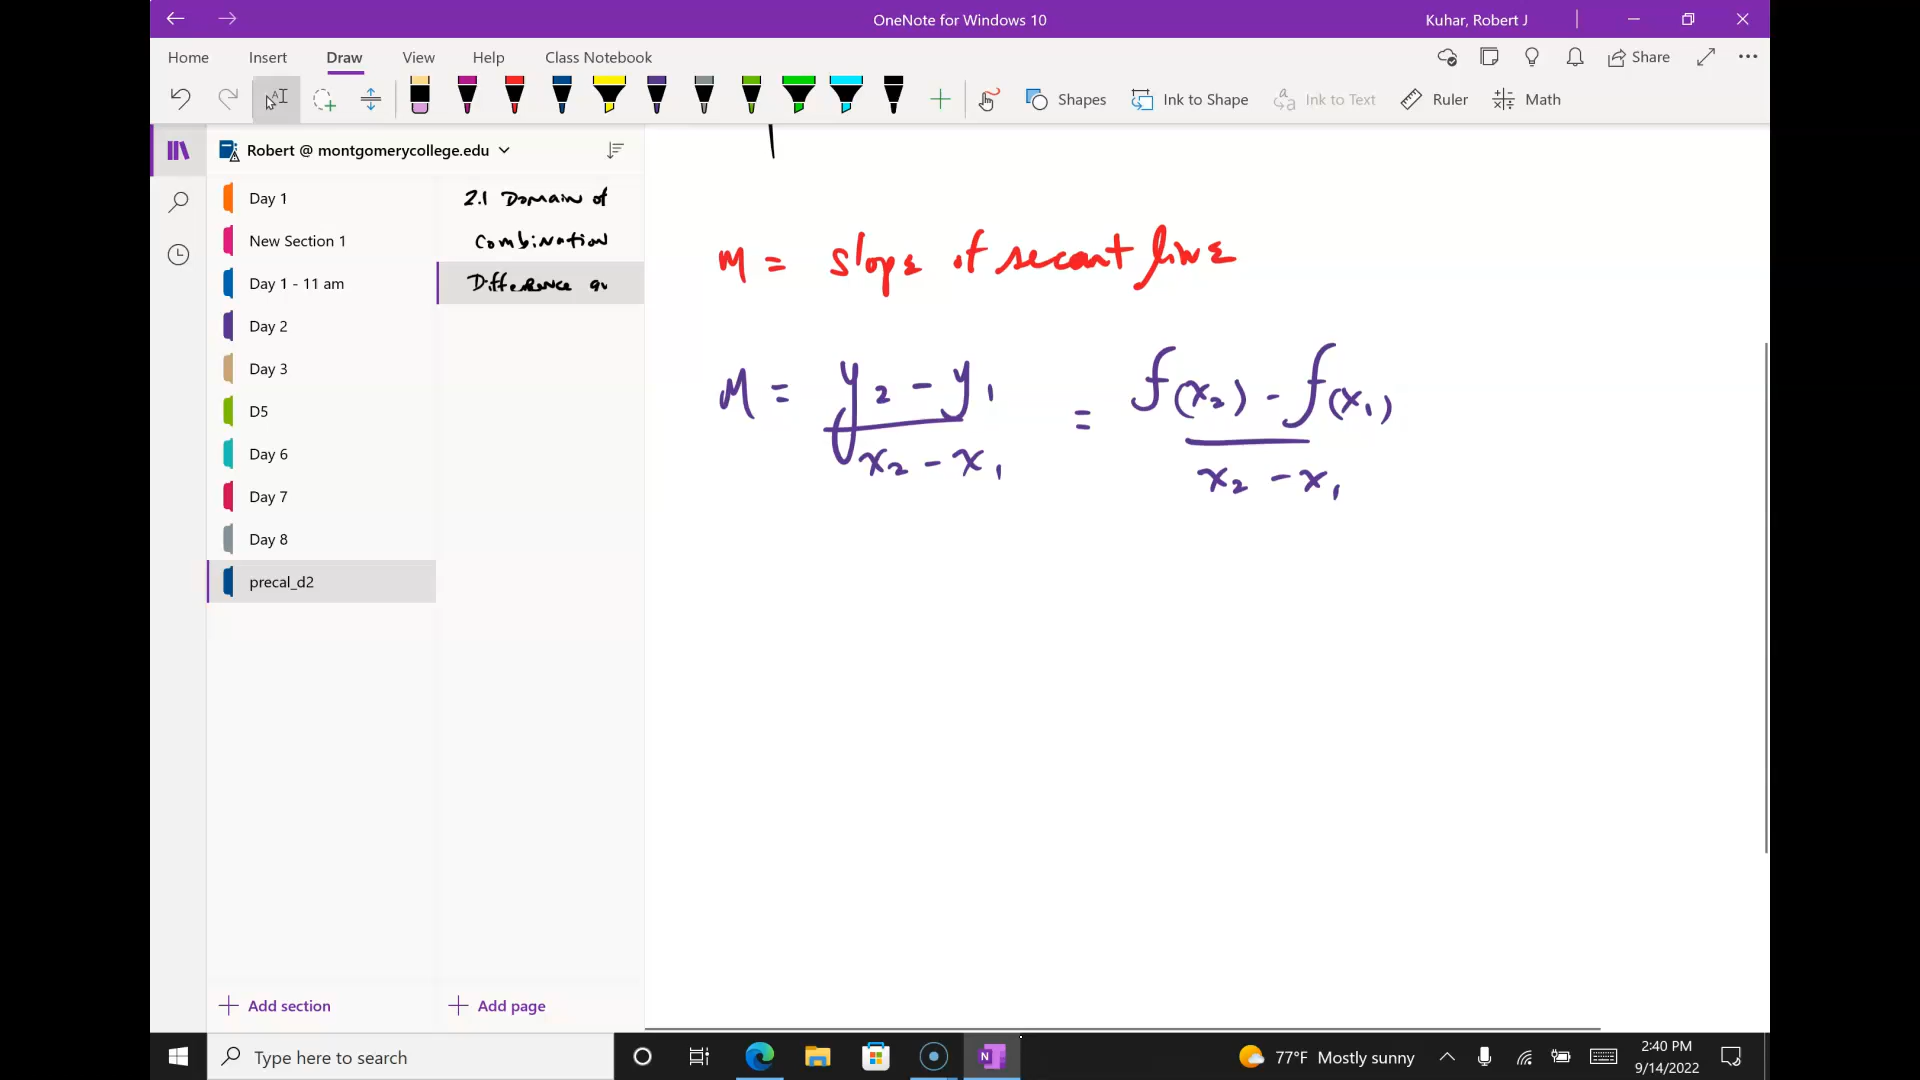 OneNote for Windows 10
Kuhar, Robert J
Home Insert Draw View Help Class Notebook
Share
Shapes Ink to Shape Ink to Text Ruler Math
Robert @ montgomerycollege.edu
Day 1
New Section 1
Day 1 - 11 am
Day 2
Day 3
D5
Day 6
Day 7
Day 8
precal_d2
Add section
2.1 Domain of
Combination
Difference qu
Add page
m = slope of secant line
M = y₂ - y₁ / x₂ - x₁ = f(x₂) - f(x₁) / x₂ - x₁
Type here to search
N
77°F Mostly sunny
2:40 PM
9/14/2022